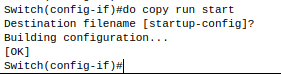 Switch(config-if)#do copy run start
Destination filename [startup-config]?
Building configuration...
[OK]
Switch(config-if)#